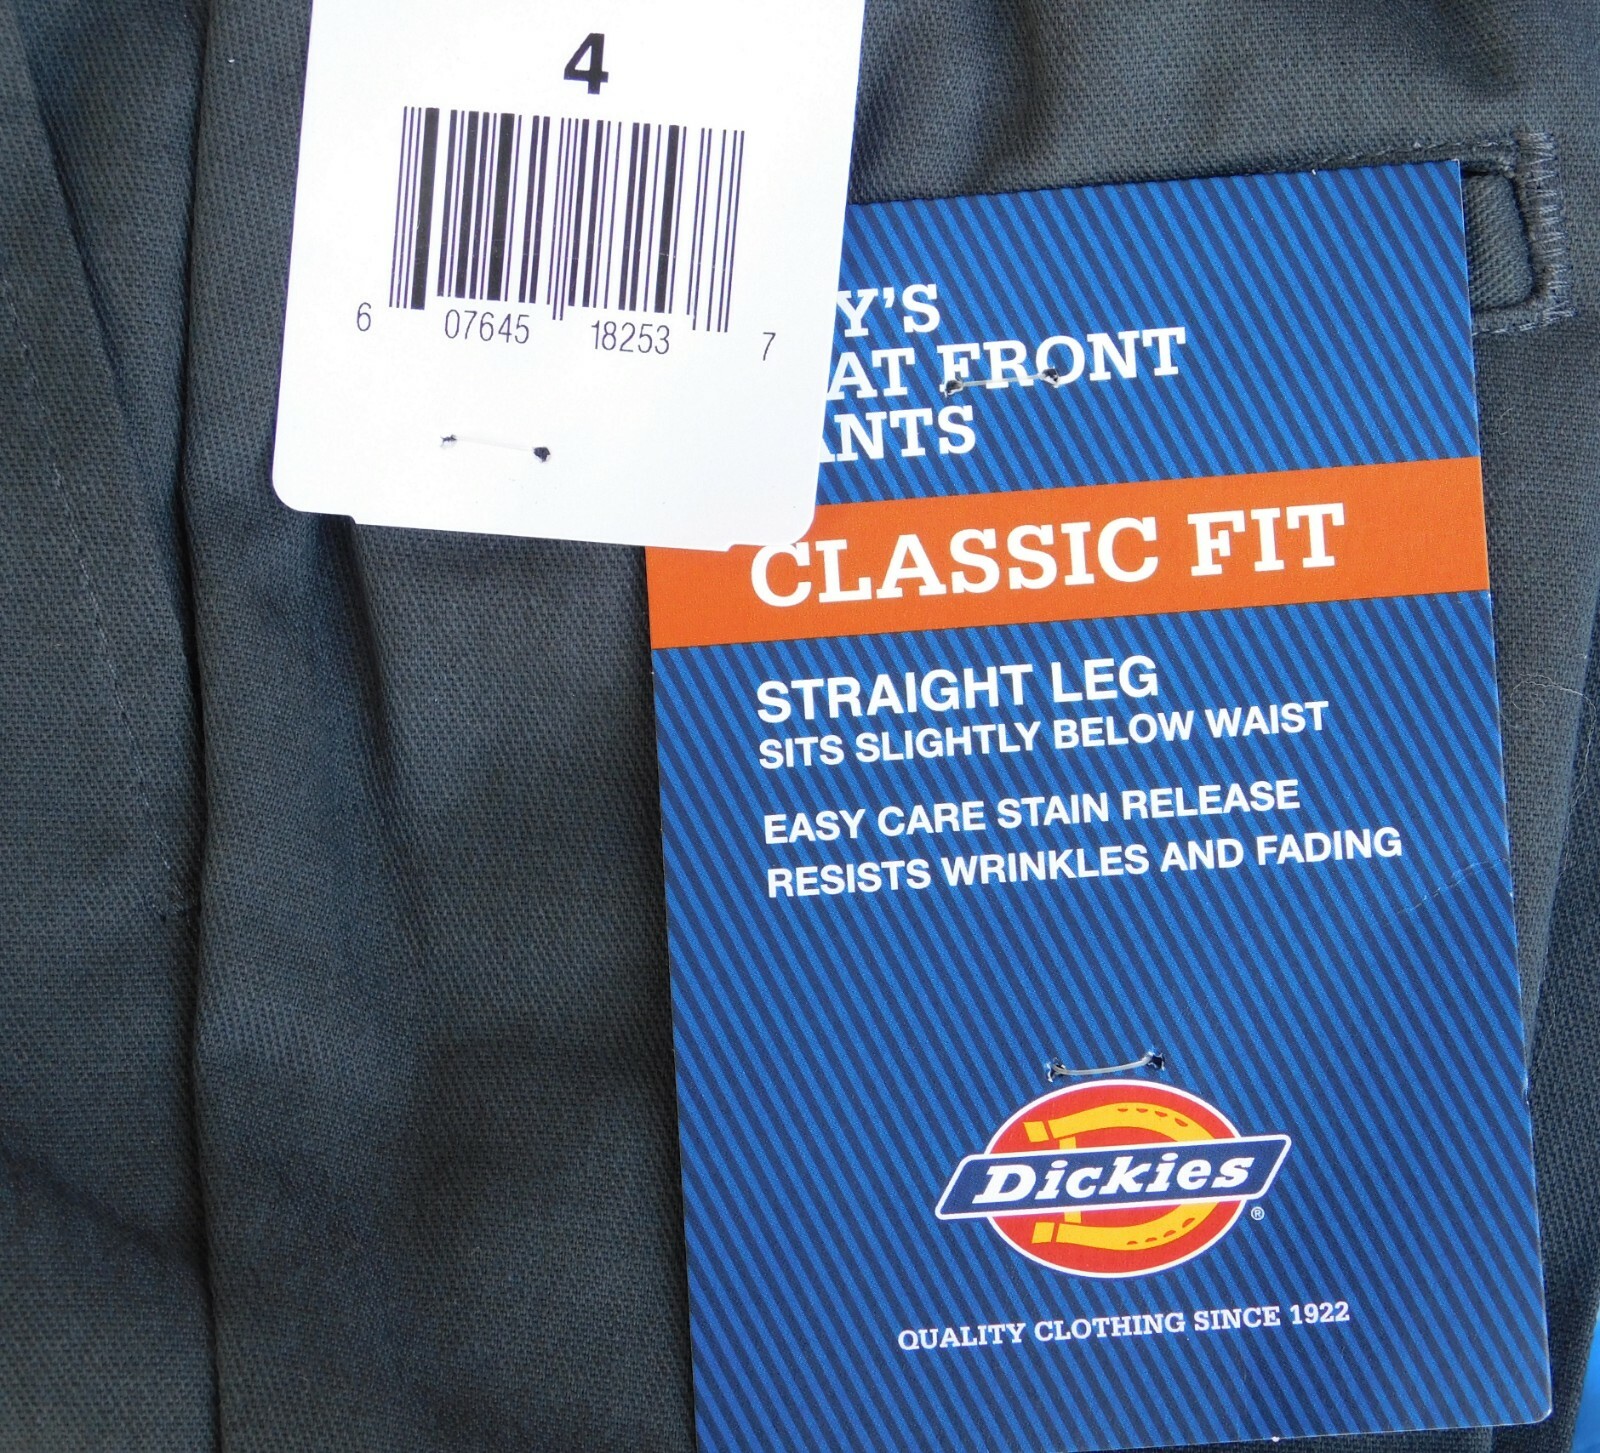 4
6 07645 18253 7
Y'S
AT FRONT
ANTS
CLASSIC FIT
STRAIGHT LEG
SITS SLIGHTLY BELOW WAIST
EASY CARE STAIN RELEASE
RESISTS WRINKLES AND FADING
Dickies®
QUALITY CLOTHING SINCE 1922